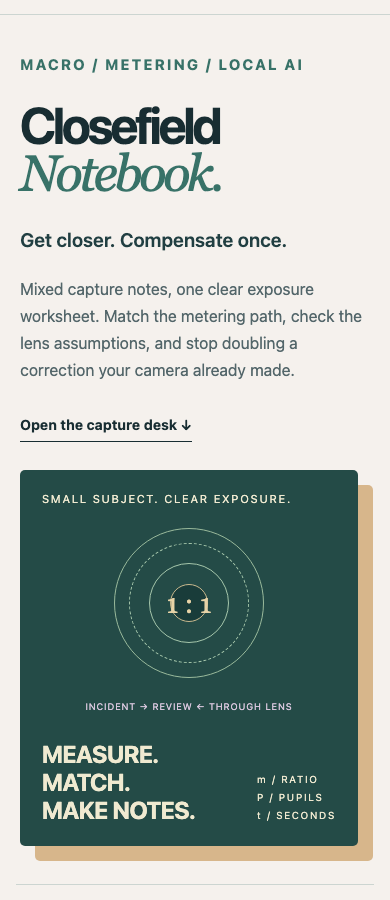 MACRO / METERING / LOCAL AI
Closefield
Notebook.
Get closer. Compensate once.
Mixed capture notes, one clear exposure
worksheet. Match the metering path, check the
lens assumptions, and stop doubling a
correction your camera already made.
Open the capture desk ↓
SMALL SUBJECT. CLEAR EXPOSURE.
1 : 1
INCIDENT → REVIEW ← THROUGH LENS
MEASURE.
MATCH.
MAKE NOTES.
m / RATIO
P / PUPILS
t / SECONDS